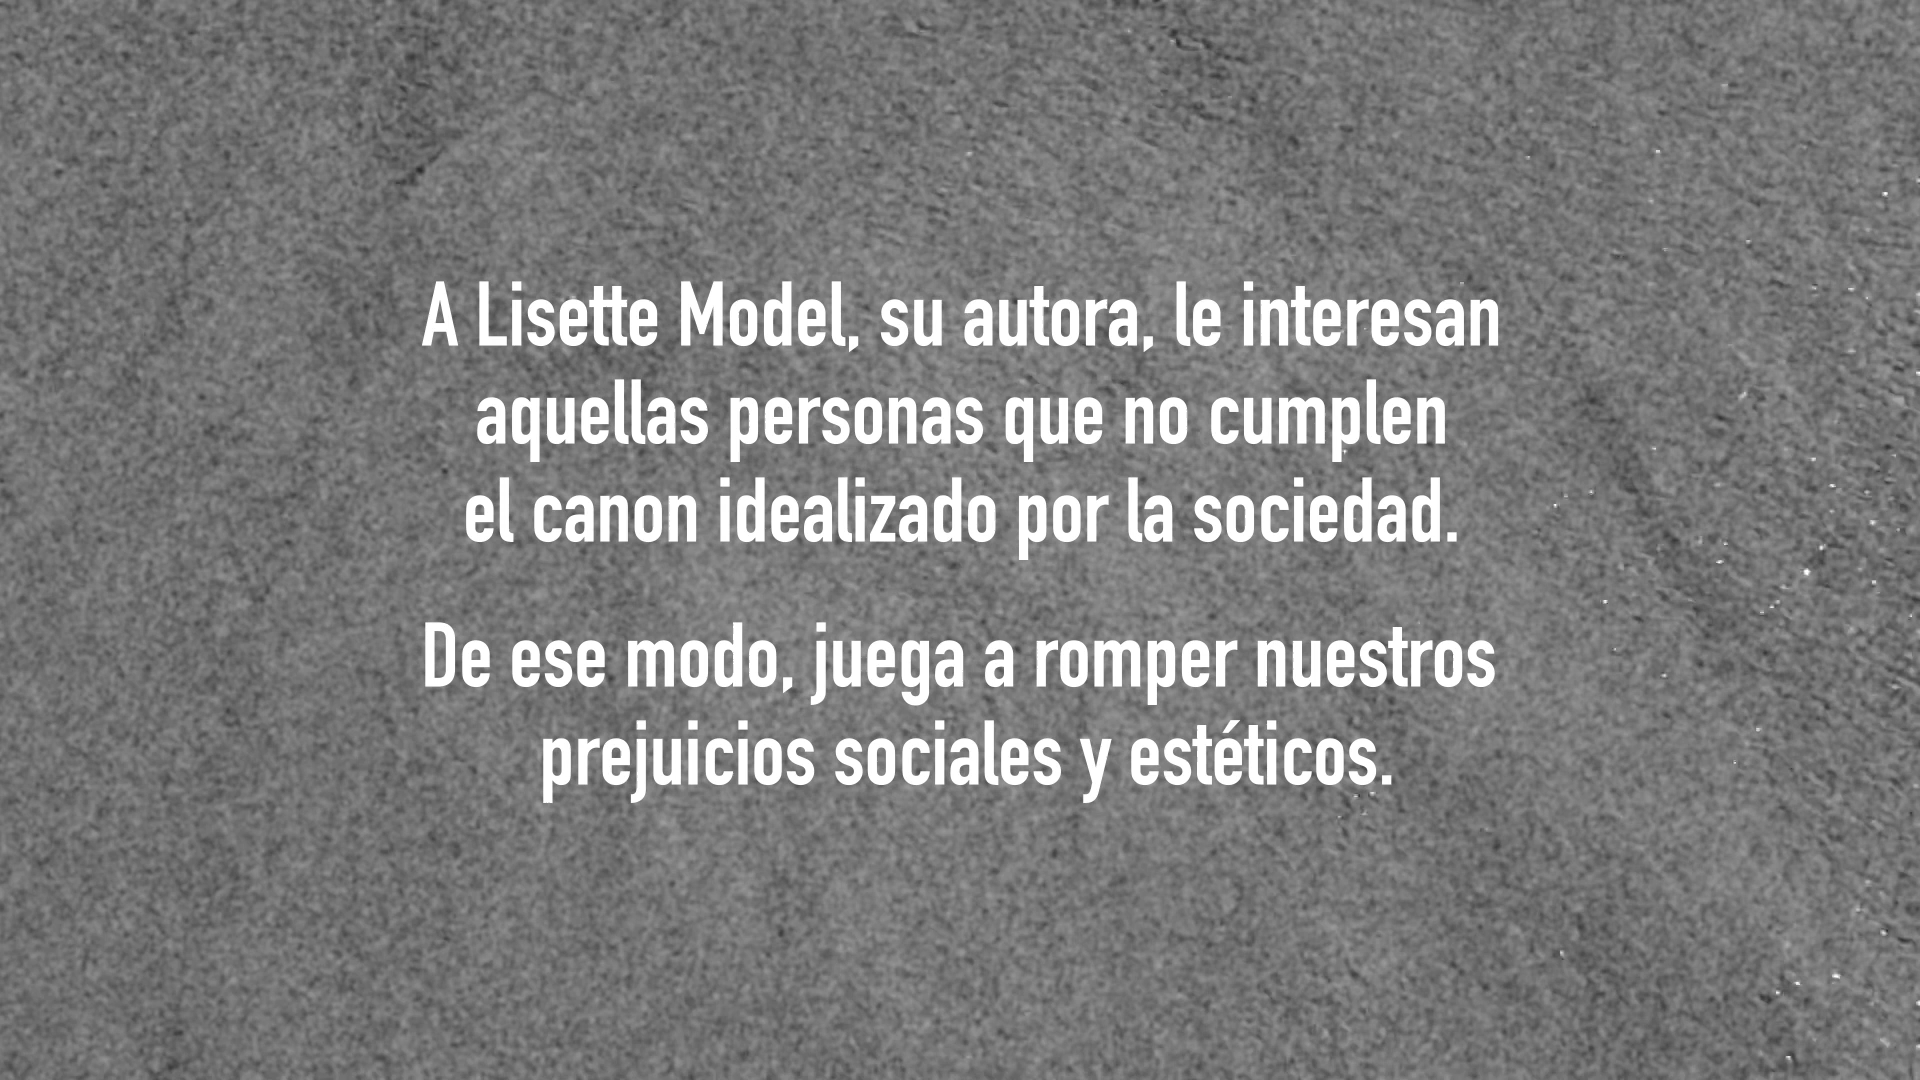 A Lisette Model, su autora, le interesan
aquellas personas que no cumplen
el canon idealizado por la sociedad.
De ese modo, juega a romper nuestros
prejuicios sociales y estéticos.